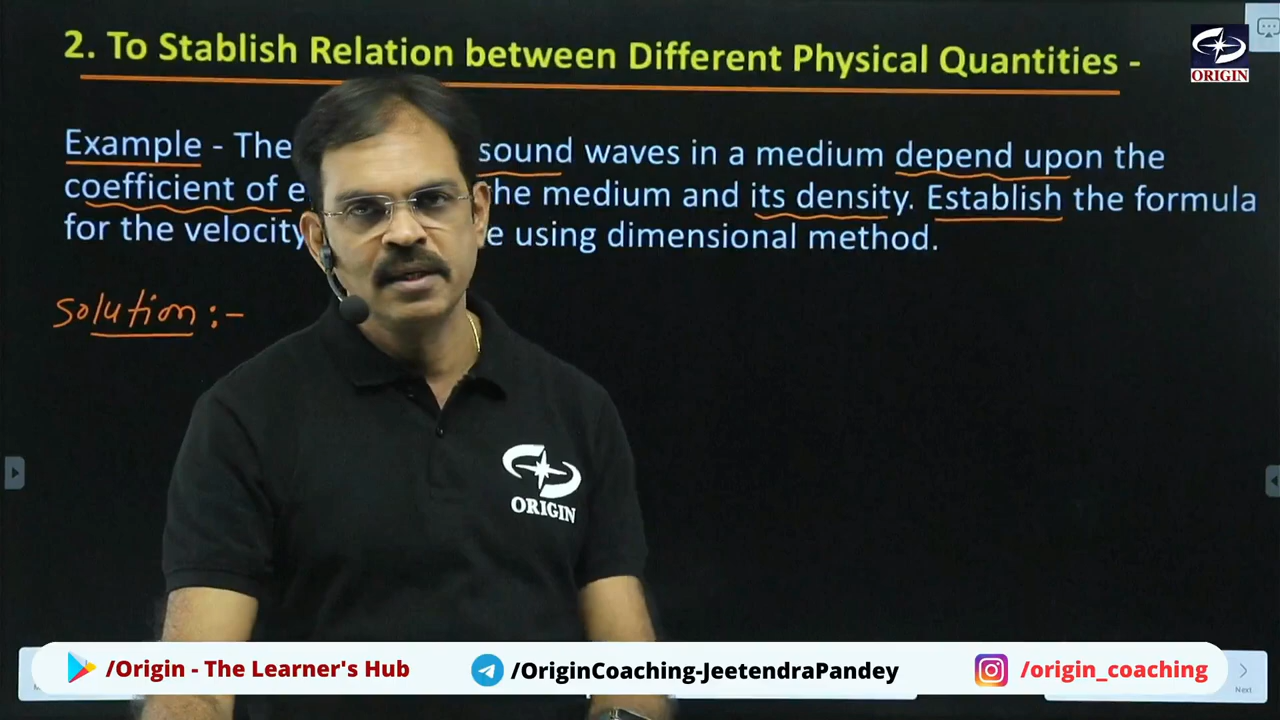 2. To Stablish Relation between Different Physical Quantities -
ORIGIN
Example - The sound waves in a medium depend upon the
coefficient of the medium and its density. Establish the formula
for the velocity using dimensional method.
Solution :-
ORIGIN
/Origin - The Learner's Hub
/OriginCoaching-JeetendraPandey
/origin_coaching
Next